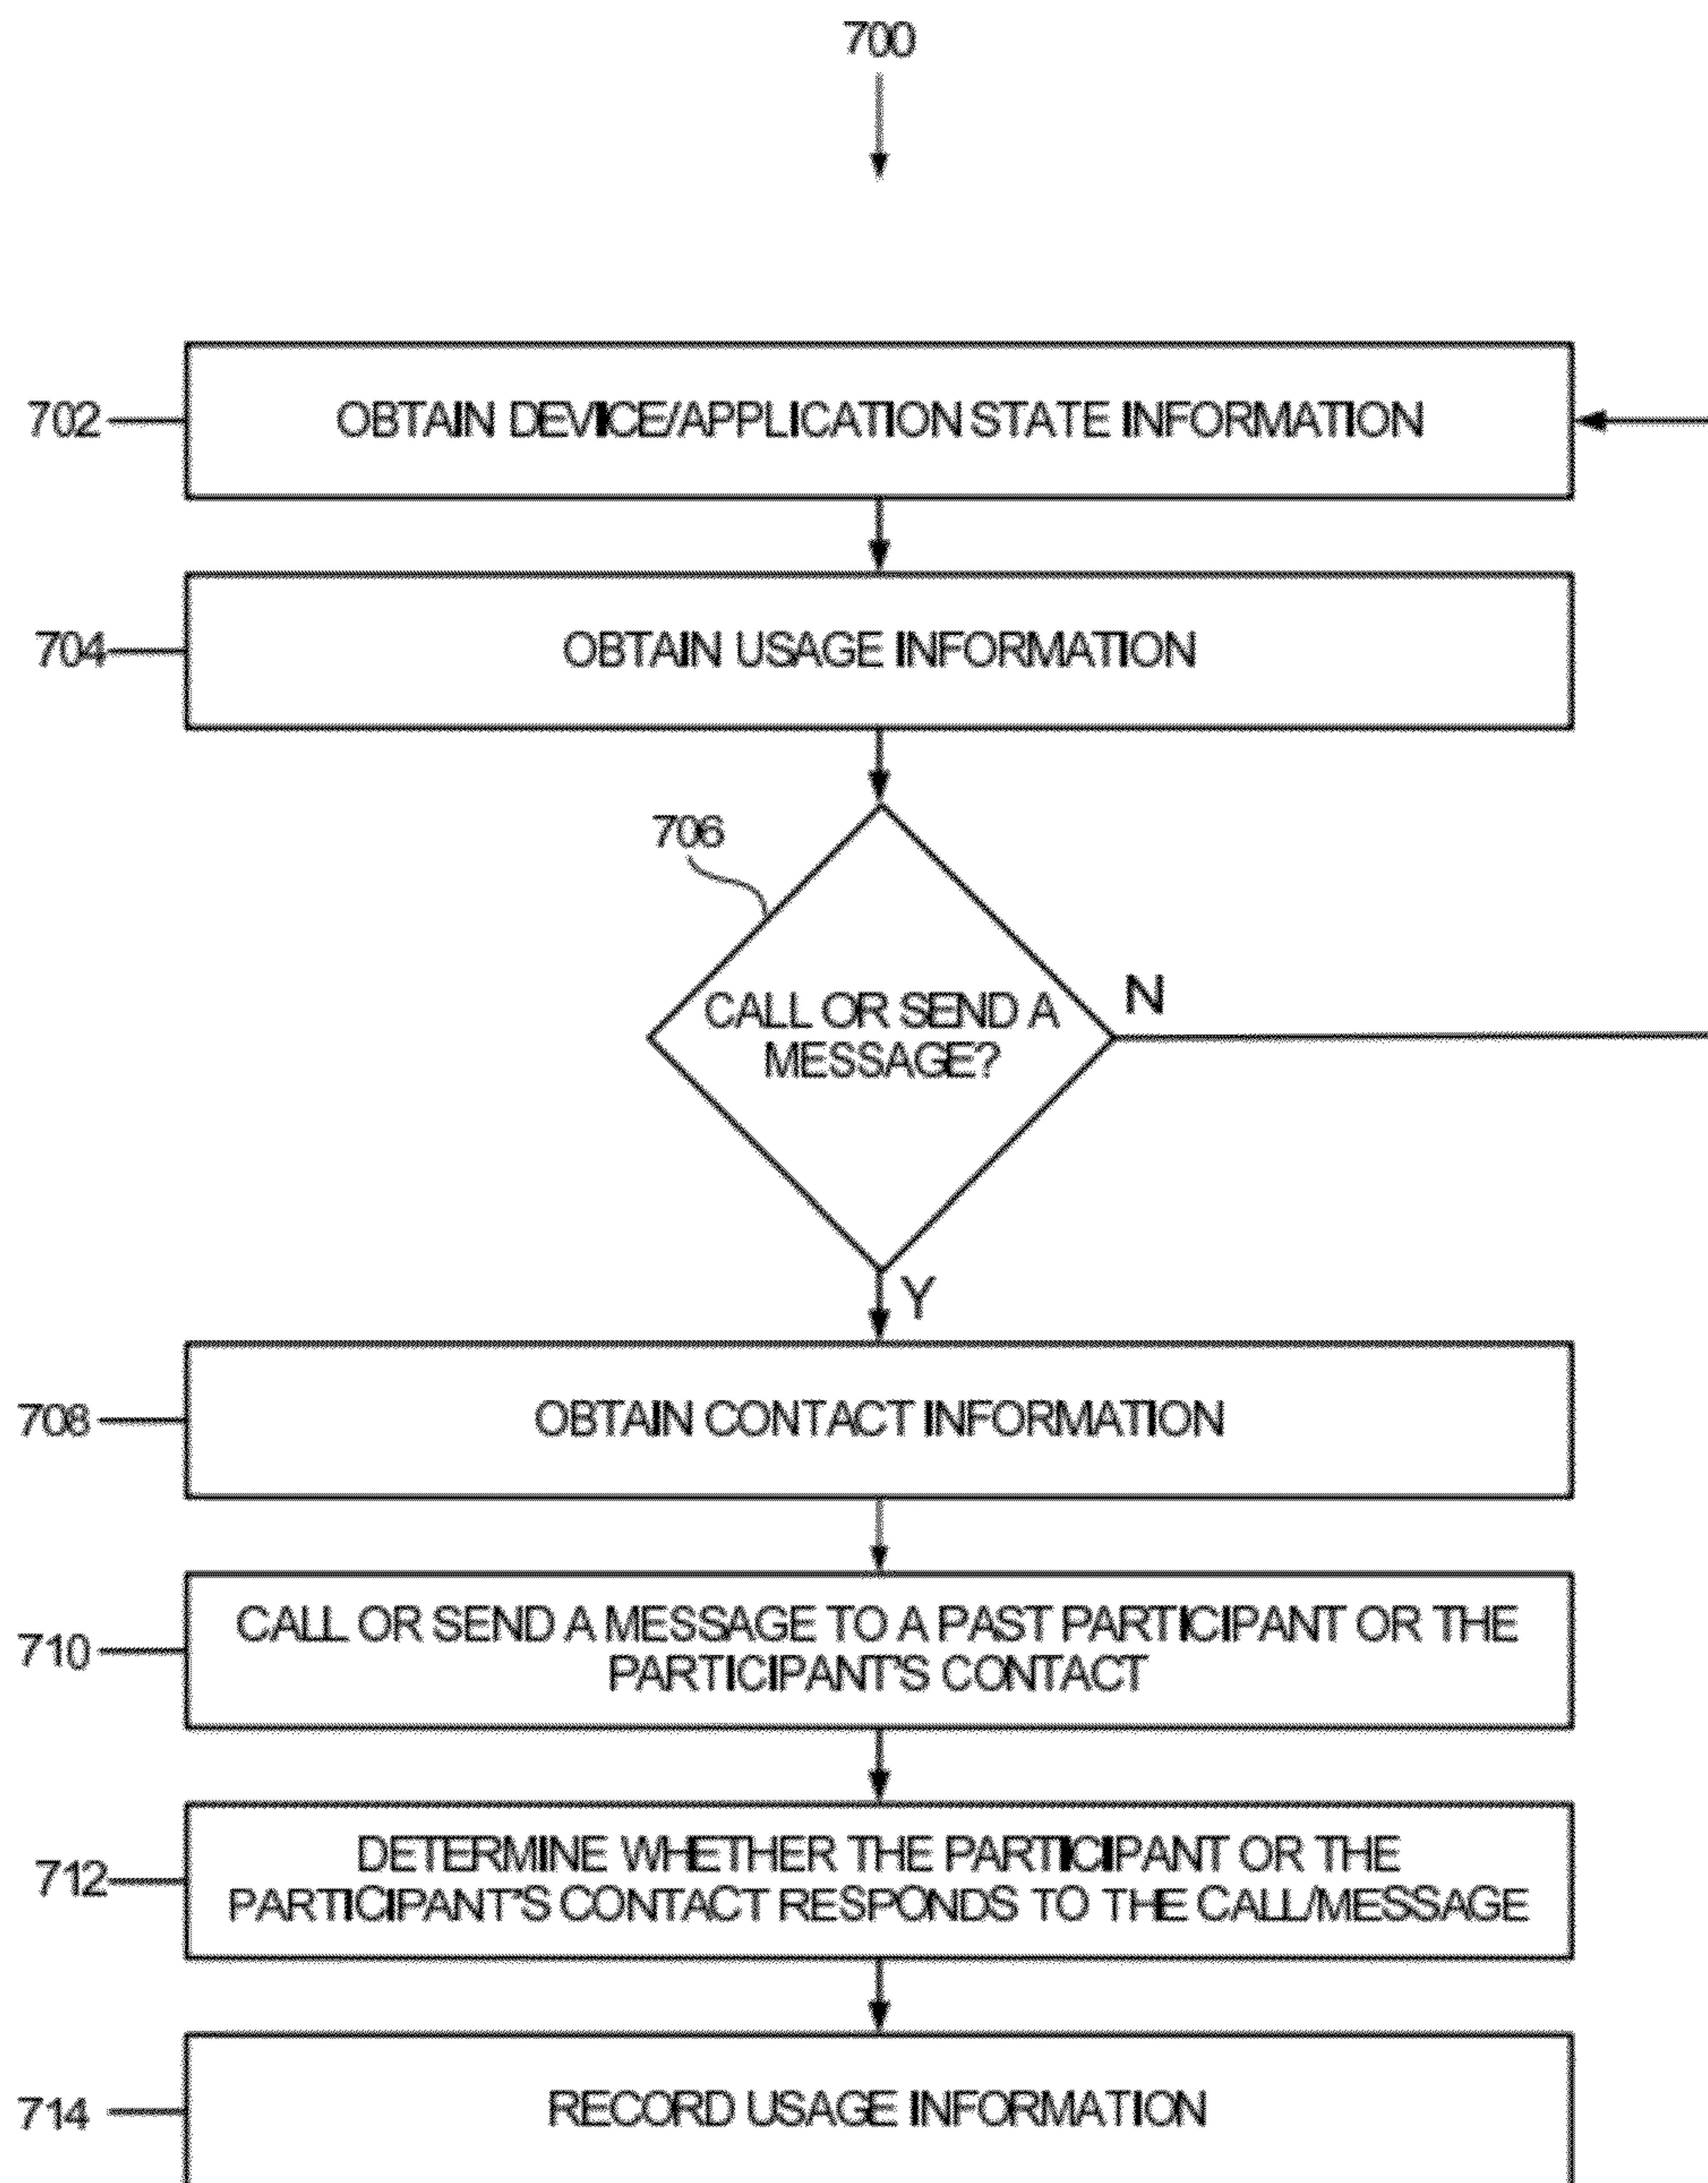 700
702
OBTAIN DEVICE/APPLICATION STATE INFORMATION
704
OBTAIN USAGE INFORMATION
706
CALL OR SEND A
MESSAGE?
N
Y
708
OBTAIN CONTACT INFORMATION
710
CALL OR SEND A MESSAGE TO A PAST PARTICIPANT OR THE
PARTICIPANT'S CONTACT
712
DETERMINE WHETHER THE PARTICIPANT OR THE
PARTICIPANT'S CONTACT RESPONDS TO THE CALL/MESSAGE
714
RECORD USAGE INFORMATION